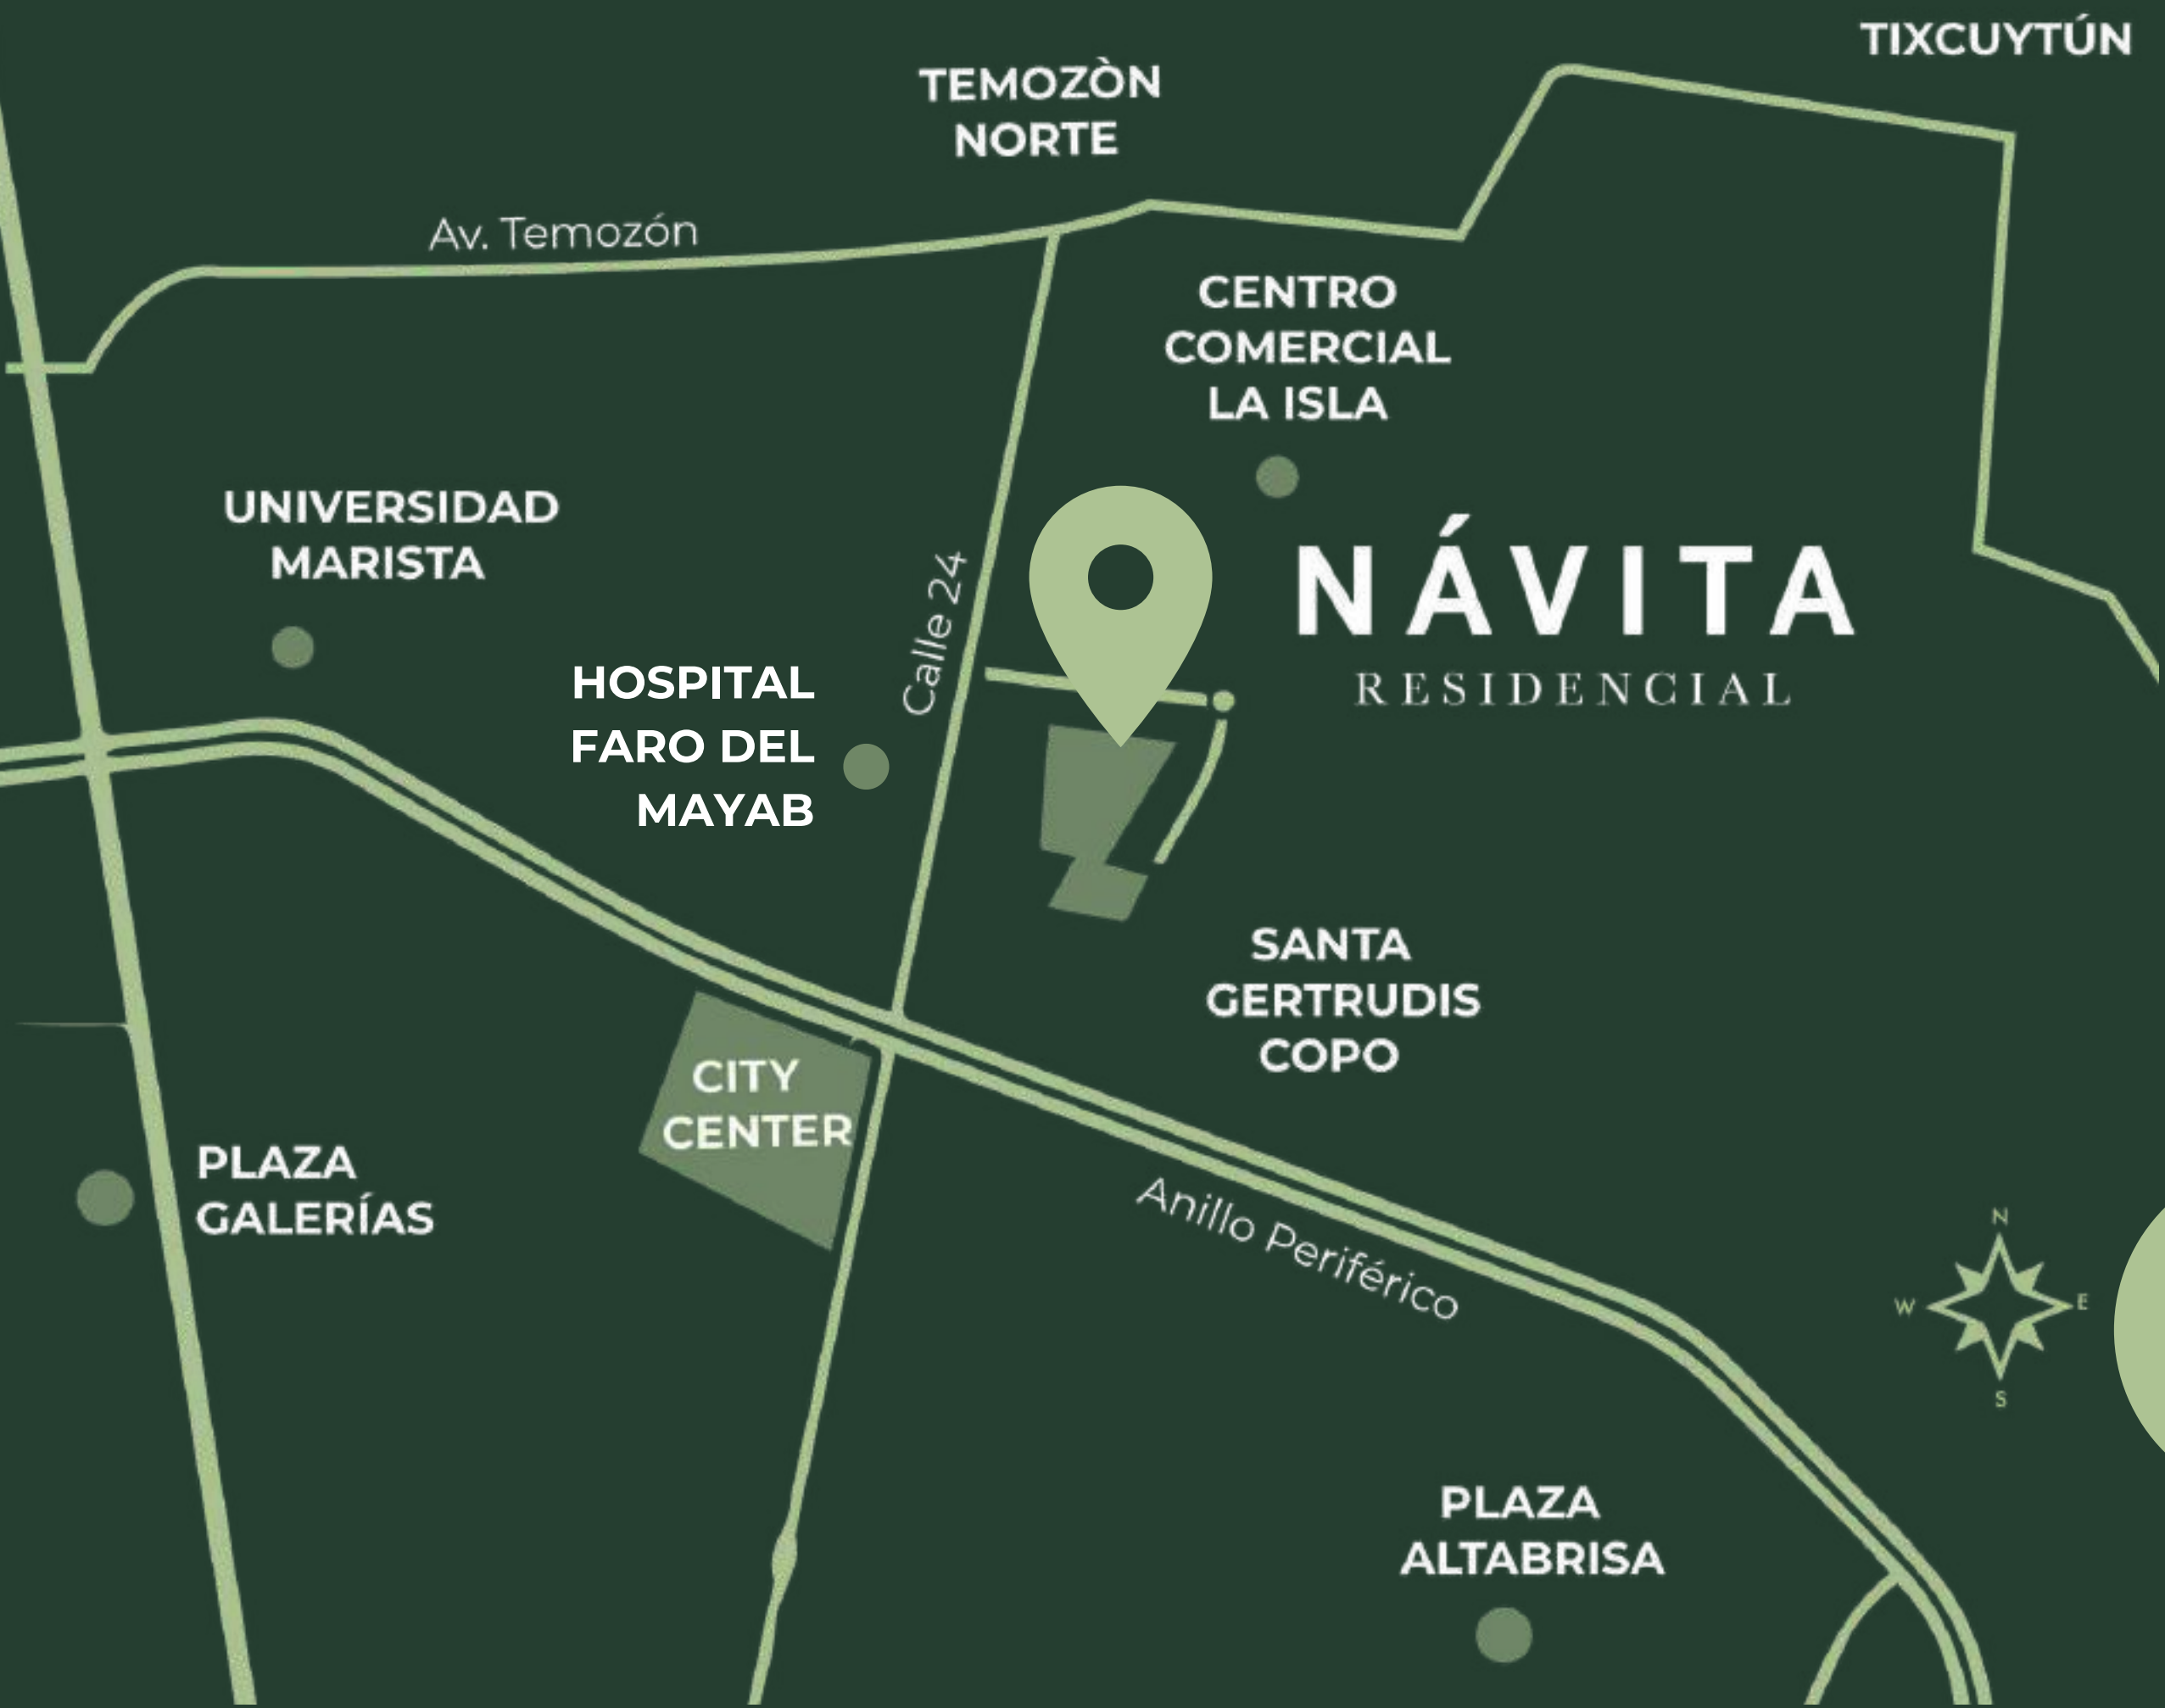 TIXCUYTÚN
TEMOZÒN
NORTE
Av. Temozón
CENTRO
COMERCIAL
LA ISLA
UNIVERSIDAD
MARISTA
NÁVITA
RESIDENCIAL
Calle 24
HOSPITAL
FARO DEL
MAYAB
SANTA
GERTRUDIS
COPO
CITY
CENTER
PLAZA
GALERÍAS
Anillo Periférico
N
W
E
S
PLAZA
ALTABRISA